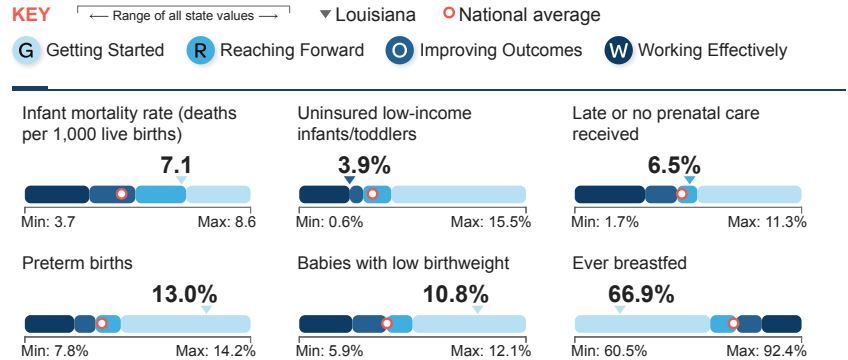 KEY ← Range of all state values → Louisiana National average
G Getting Started R Reaching Forward O Improving Outcomes W Working Effectively
Infant mortality rate (deaths
per 1,000 live births)
7.1
Min: 3.7 Max: 8.6
Uninsured low-income
infants/toddlers
3.9%
Min: 0.6% Max: 15.5%
Late or no prenatal care
received
6.5%
Min: 1.7% Max: 11.3%
Preterm births
13.0%
Min: 7.8% Max: 14.2%
Babies with low birthweight
10.8%
Min: 5.9% Max: 12.1%
Ever breastfed
66.9%
Min: 60.5% Max: 92.4%